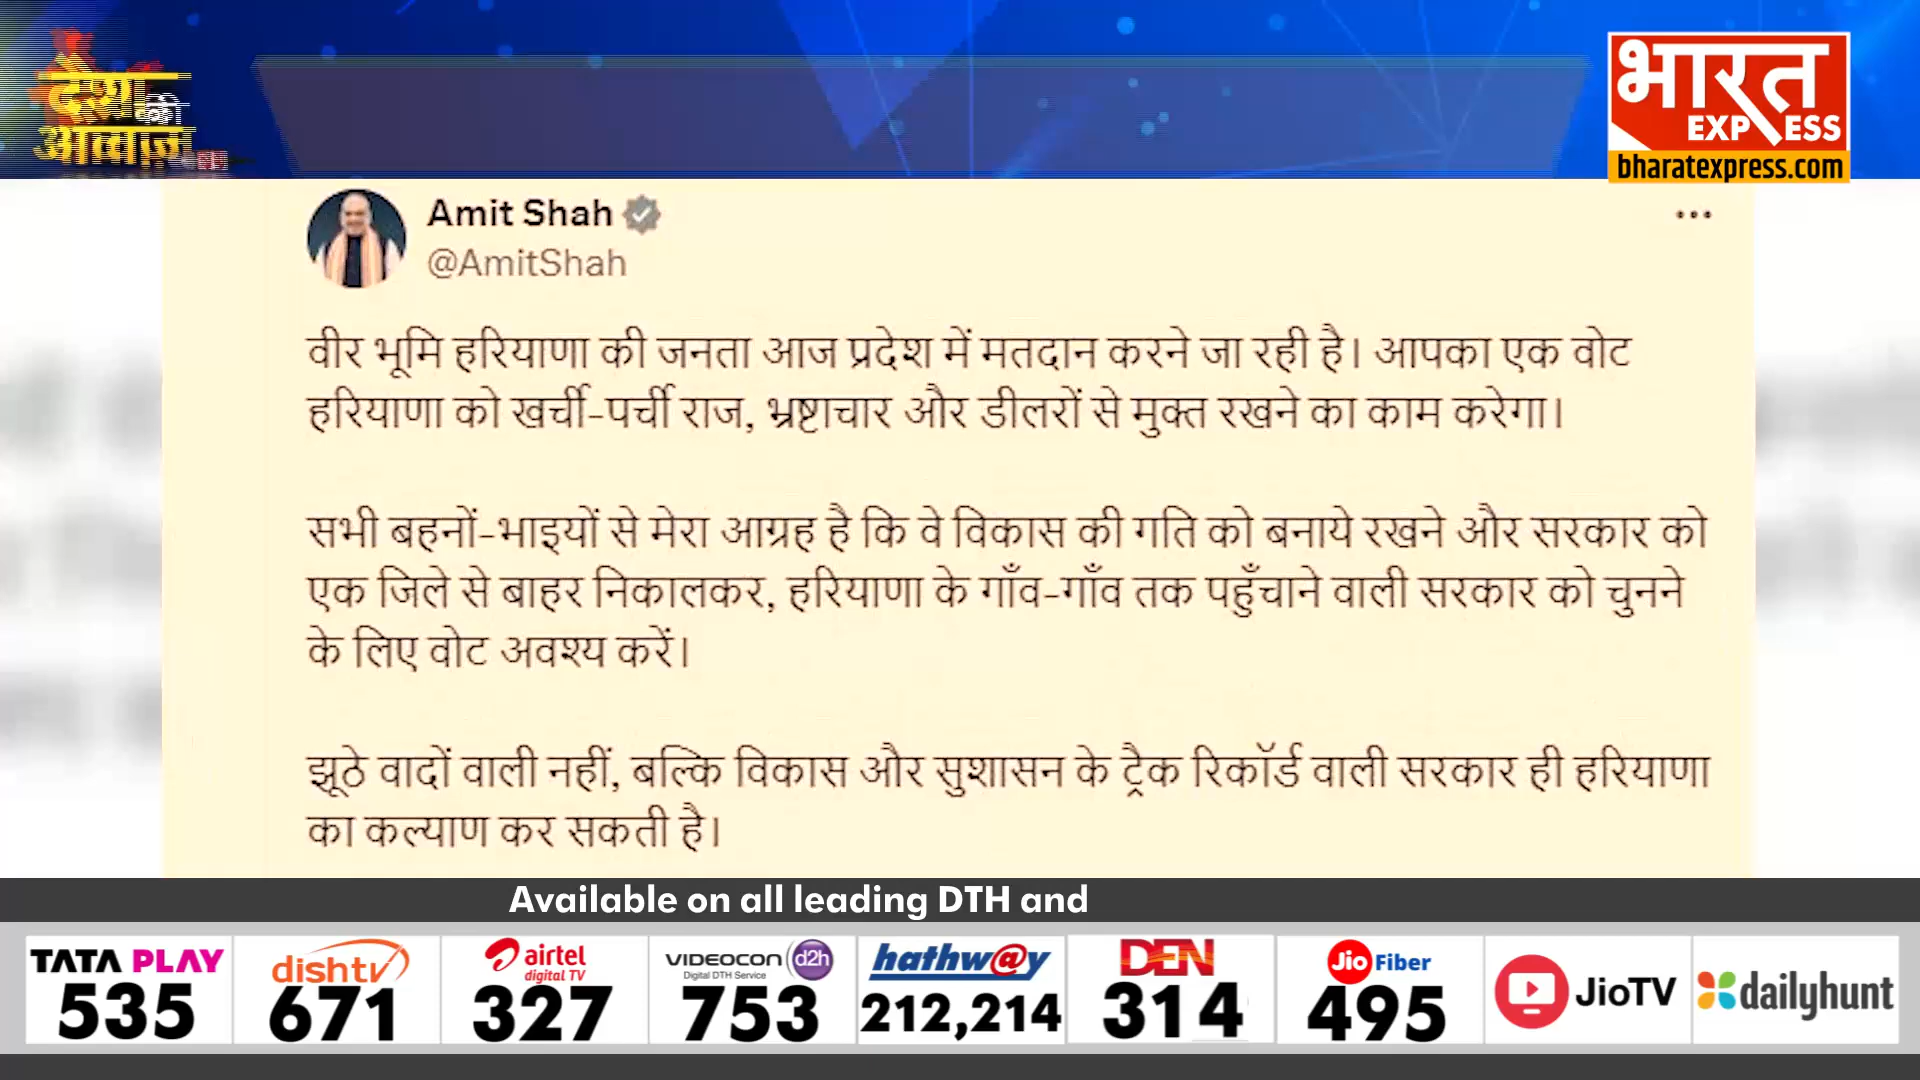 देश की
आवाज़
भारत
EXPRESS
bharatexpress.com
Amit Shah
@AmitShah
वीर भूमि हरियाणा की जनता आज प्रदेश में मतदान करने जा रही है। आपका एक वोट
हरियाणा को खर्ची-पर्ची राज, भ्रष्टाचार और डीलरों से मुक्त रखने का काम करेगा।
सभी बहनों-भाइयों से मेरा आग्रह है कि वे विकास की गति को बनाये रखने और सरकार को
एक जिले से बाहर निकालकर, हरियाणा के गाँव-गाँव तक पहुँचाने वाली सरकार को चुनने
के लिए वोट अवश्य करें।
झूठे वादों वाली नहीं, बल्कि विकास और सुशासन के ट्रैक रिकॉर्ड वाली सरकार ही हरियाणा
का कल्याण कर सकती है।
Available on all leading DTH and
TATA PLAY
535
dishtv
671
airtel
digital TV
327
VIDEOCON d2h
Digital DTH Service
753
hathway
212,214
DEN
314
Jio Fiber
495
JioTV
dailyhunt